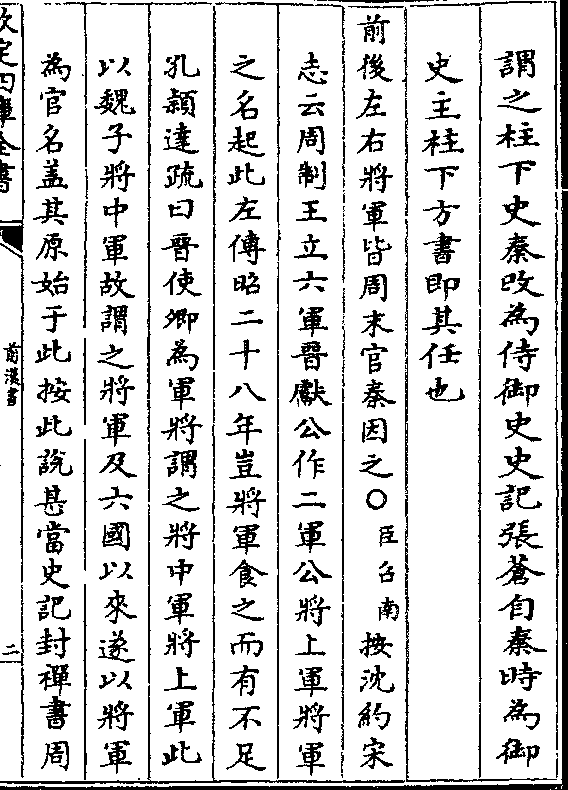 謂之柱下史秦改為侍御史史記張蒼自秦時為御
史主柱下方書即其任也
前後左右將軍皆周末官秦因之○臣召南按沈約宋
志云周制王立六軍晉獻公作二軍公將上軍將軍
之名起此左傳昭二十八年豈將軍食之而有不足
孔頴達疏曰晉使卿為軍將謂之將中軍將上軍此
以魏子將中軍故謂之將軍及六國以來遂以將軍
為官名盖其原始于此按此說甚當史記封禪書周
欽定四庫全書
前漢書
二